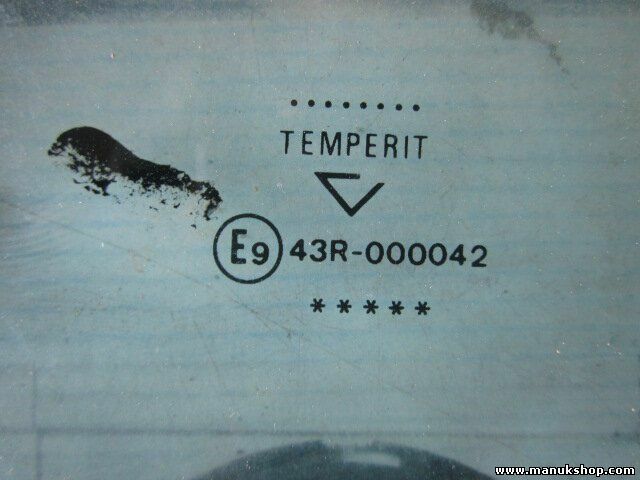 ........
TEMPERIT
E9 43R-000042
*****
www.manukshop.com